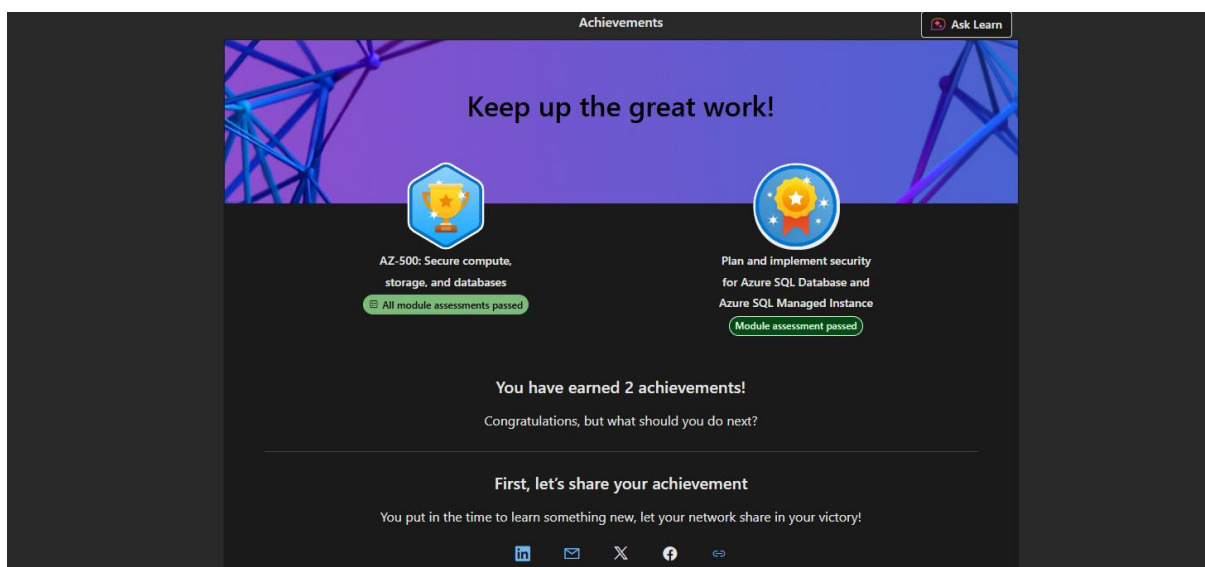 Achievements
Ask Learn
Keep up the great work!
AZ-500: Secure compute,
storage, and databases
All module assessments passed
Plan and implement security
for Azure SQL Database and
Azure SQL Managed Instance
Module assessment passed
You have earned 2 achievements!
Congratulations, but what should you do next?
First, let's share your achievement
You put in the time to learn something new, let your network share in your victory!